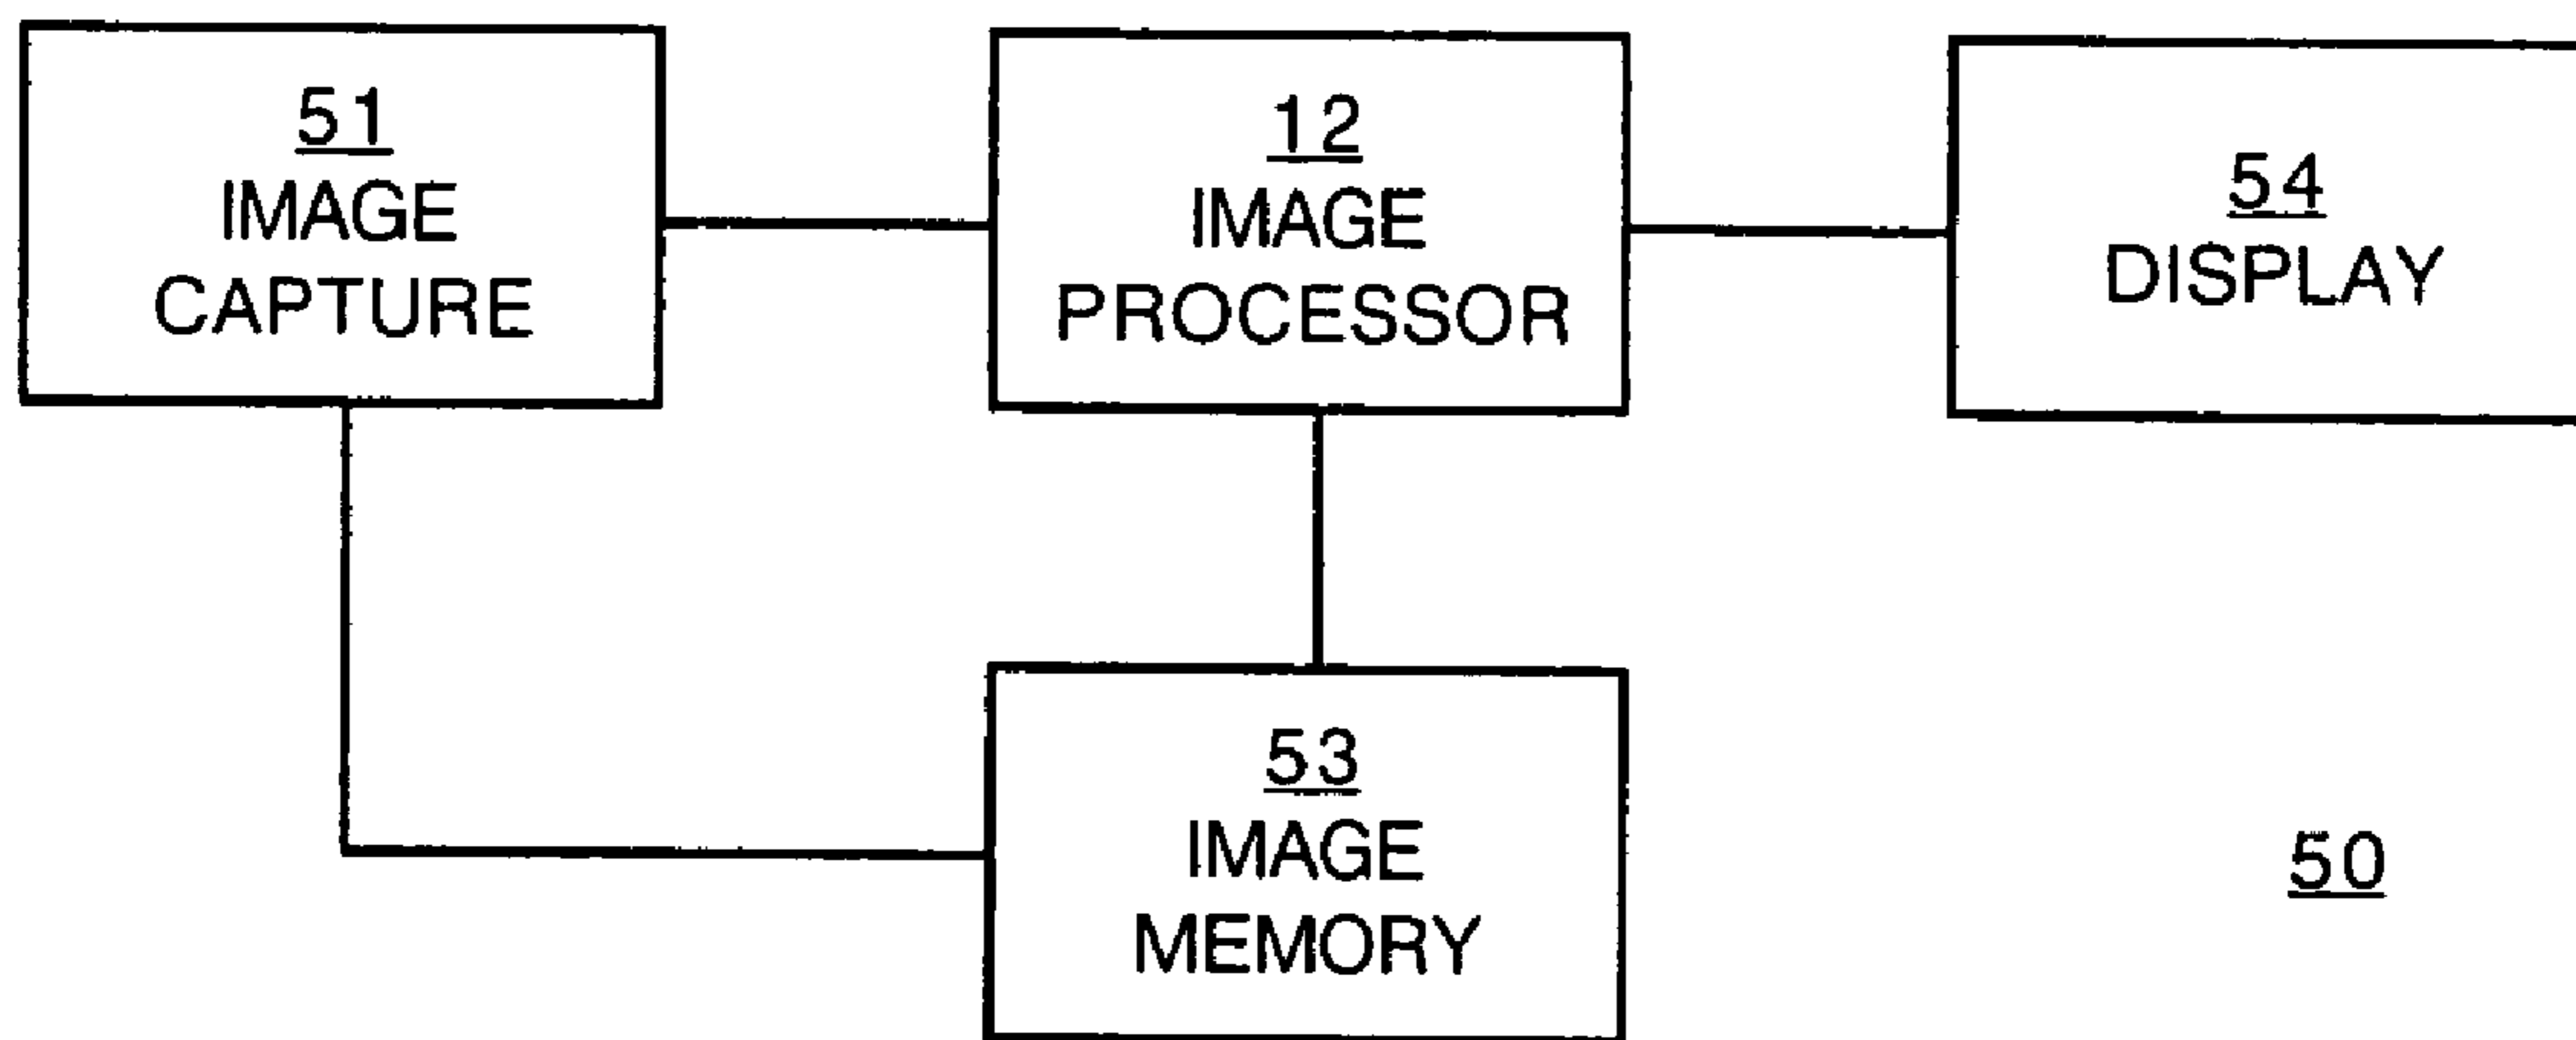 51
IMAGE
CAPTURE
12
IMAGE
PROCESSOR
54
DISPLAY
53
IMAGE
MEMORY
50